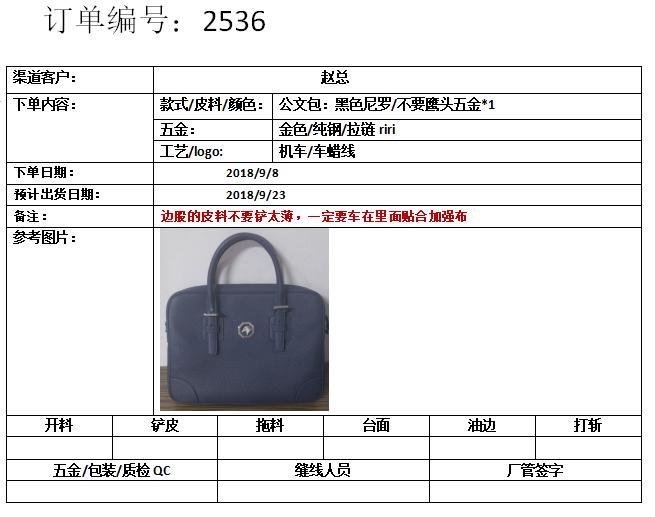 订单编号：2536
渠道客户： 赵总
下单内容： 款式/皮料/颜色： 公文包：黑色尼罗/不要鹰头五金*1
五金： 金色/纯钢/拉链 riri
工艺/logo: 机车/车蜡线
下单日期： 2018/9/8
预计出货日期： 2018/9/23
备注： 边股的皮料不要铲太薄，一定要车在里面贴合加强布
参考图片：
开料 铲皮 拖料 台面 油边 打斩
五金/包装/质检 QC 缝线人员 厂管签字